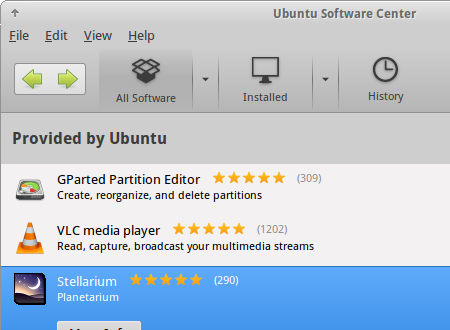 Ubuntu Software Center
File Edit View Help
All Software Installed History
Provided by Ubuntu
GParted Partition Editor (309)
Create, reorganize, and delete partitions
VLC media player (1202)
Read, capture, broadcast your multimedia streams
Stellarium (290)
Planetarium